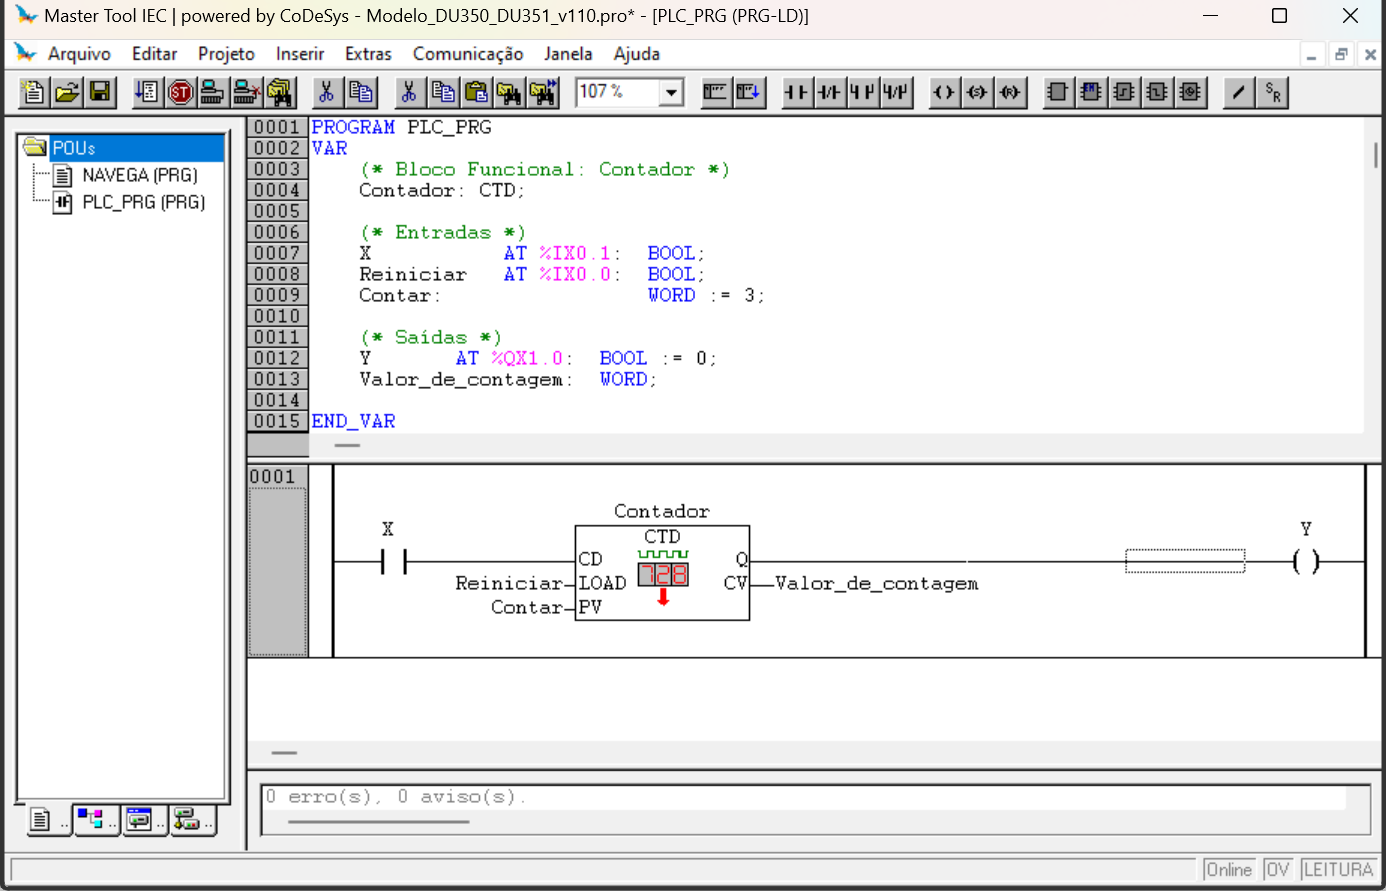 Master Tool IEC | powered by CoDeSys - Modelo_DU350_DU351_v110.pro* - [PLC_PRG (PRG-LD)]
Arquivo Editar Projeto Inserir Extras Comunicação Janela Ajuda
ST 107 % S R
POUs
NAVEGA (PRG)
PLC_PRG (PRG)
0001 PROGRAM PLC_PRG
0002 VAR
0003 (* Bloco Funcional: Contador *)
0004 Contador: CTD;
0005
0006 (* Entradas *)
0007 X AT %IX0.1: BOOL;
0008 Reiniciar AT %IX0.0: BOOL;
0009 Contar: WORD := 3;
0010
0011 (* Saídas *)
0012 Y AT %QX1.0: BOOL := 0;
0013 Valor_de_contagem: WORD;
0014
0015 END_VAR
0001
Contador
X CTD Y
CD Q
Reiniciar LOAD 728 CV Valor_de_contagem
Contar PV
0 erro(s), 0 aviso(s).
.. .. .. ..
Online OV LEITURA